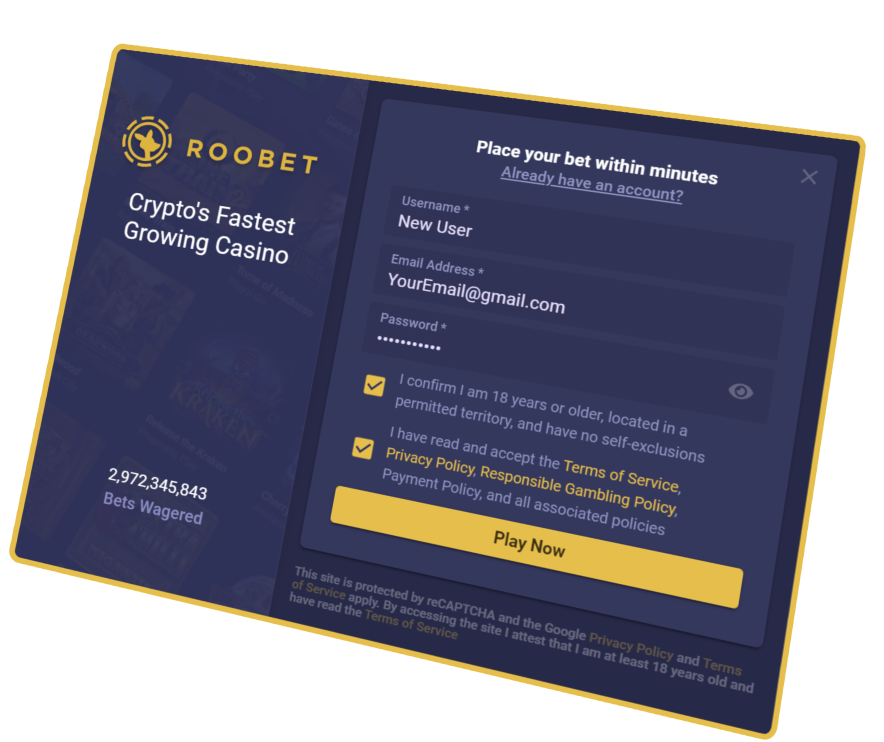 ROOBET
Crypto's Fastest
Growing Casino
2,972,345,843
Bets Wagered
Place your bet within minutes
Already have an account?
Username *
New User
Email Address *
YourEmail@gmail.com
Password *
•••••••••••
I confirm I am 18 years or older, located in a
permitted territory, and have no self-exclusions
I have read and accept the Terms of Service,
Privacy Policy, Responsible Gambling Policy,
Payment Policy, and all associated policies
Play Now
This site is protected by reCAPTCHA and the Google Privacy Policy and Terms
of Service apply. By accessing the site I attest that I am at least 18 years old and
have read the Terms of Service